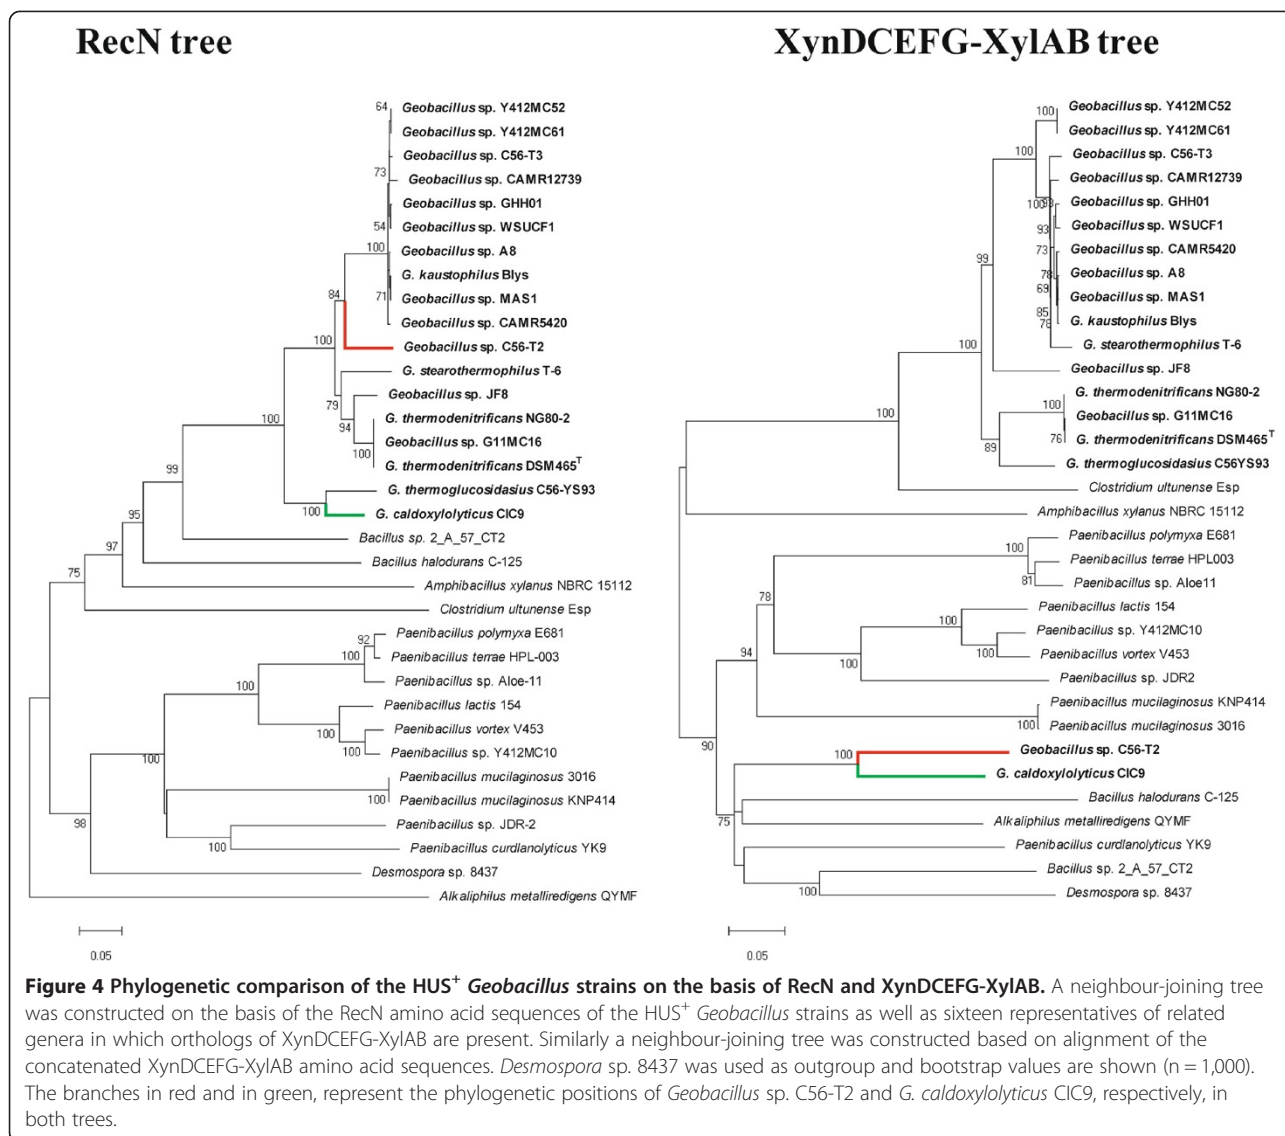 RecN tree
64
Geobacillus sp. Y412MC52
Geobacillus sp. Y412MC61
Geobacillus sp. C56-T3
73
Geobacillus sp. CAMR12739
Geobacillus sp. GHH01
54
Geobacillus sp. WSUCF1
100
Geobacillus sp. A8
G. kaustophilus Blys
71
Geobacillus sp. MAS1
84
Geobacillus sp. CAMR5420
100
Geobacillus sp. C56-T2
G. stearothermophilus T-6
79
Geobacillus sp. JF8
100
94
G. thermodenitrificans NG80-2
Geobacillus sp. G11MC16
100
G. thermodenitrificans DSM465T
99
G. thermoglucosidasius C56-YS93
100
G. caldoxylolyticus CIC9
95
Bacillus sp. 2_A_57_CT2
97
Bacillus halodurans C-125
75
Amphibacillus xylanus NBRC 15112
Clostridium ultunense Esp
92
Paenibacillus polymyxa E681
100
Paenibacillus terrae HPL-003
Paenibacillus sp. Aloe-11
100
Paenibacillus lactis 154
100
Paenibacillus vortex V453
100
Paenibacillus sp. Y412MC10
100
Paenibacillus mucilaginosus 3016
100
Paenibacillus mucilaginosus KNP414
98
Paenibacillus sp. JDR-2
100
Paenibacillus curdlanolyticus YK9
Desmospora sp. 8437
Alkaliphilus metalliredigens QYMF
0.05
XynDCEFG-XylAB tree
100
Geobacillus sp. Y412MC52
Geobacillus sp. Y412MC61
100
Geobacillus sp. C56-T3
Geobacillus sp. CAMR12739
100
93
Geobacillus sp. GHH01
93
Geobacillus sp. WSUCF1
73
Geobacillus sp. CAMR5420
99
78
Geobacillus sp. A8
69
Geobacillus sp. MAS1
85
76
G. kaustophilus Blys
G. stearothermophilus T-6
100
Geobacillus sp. JF8
100
G. thermodenitrificans NG80-2
Geobacillus sp. G11MC16
100
76
G. thermodenitrificans DSM465T
89
G. thermoglucosidasius C56YS93
Clostridium ultunense Esp
Amphibacillus xylanus NBRC 15112
Paenibacillus polymyxa E681
100
Paenibacillus terrae HPL003
81
Paenibacillus sp. Aloe11
78
Paenibacillus lactis 154
100
Paenibacillus sp. Y412MC10
100
Paenibacillus vortex V453
94
100
Paenibacillus sp. JDR2
Paenibacillus mucilaginosus KNP414
100
Paenibacillus mucilaginosus 3016
90
100
Geobacillus sp. C56-T2
G. caldoxylolyticus CIC9
Bacillus halodurans C-125
75
Alkaliphilus metalliredigens QYMF
Paenibacillus curdlanolyticus YK9
Bacillus sp. 2_A_57_CT2
100
Desmospora sp. 8437
0.05
Figure 4 Phylogenetic comparison of the HUS+ Geobacillus strains on the basis of RecN and XynDCEFG-XylAB. A neighbour-joining tree
was constructed on the basis of the RecN amino acid sequences of the HUS+ Geobacillus strains as well as sixteen representatives of related
genera in which orthologs of XynDCEFG-XylAB are present. Similarly a neighbour-joining tree was constructed based on alignment of the
concatenated XynDCEFG-XylAB amino acid sequences. Desmospora sp. 8437 was used as outgroup and bootstrap values are shown (n = 1,000).
The branches in red and in green, represent the phylogenetic positions of Geobacillus sp. C56-T2 and G. caldoxylolyticus CIC9, respectively, in
both trees.